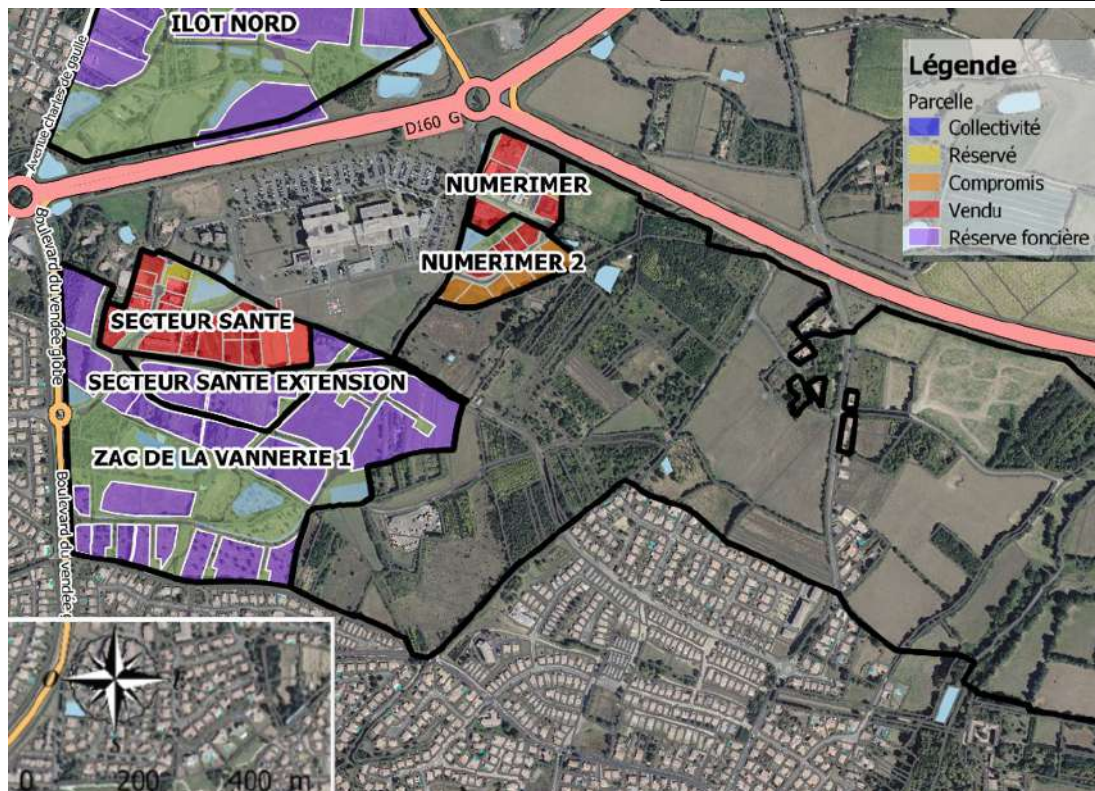 ILOT NORD
Avenue charles de gaulle
D160 G
Légende
Parcelle
Collectivité
Réservé
Compromis
Vendu
Réserve foncière
NUMERIMER
NUMERIMER 2
Boulevard du vendée globe
SECTEUR SANTE
SECTEUR SANTE EXTENSION
ZAC DE LA VANNERIE 1
Boulevard du vendée
O
S
0 200 400 m